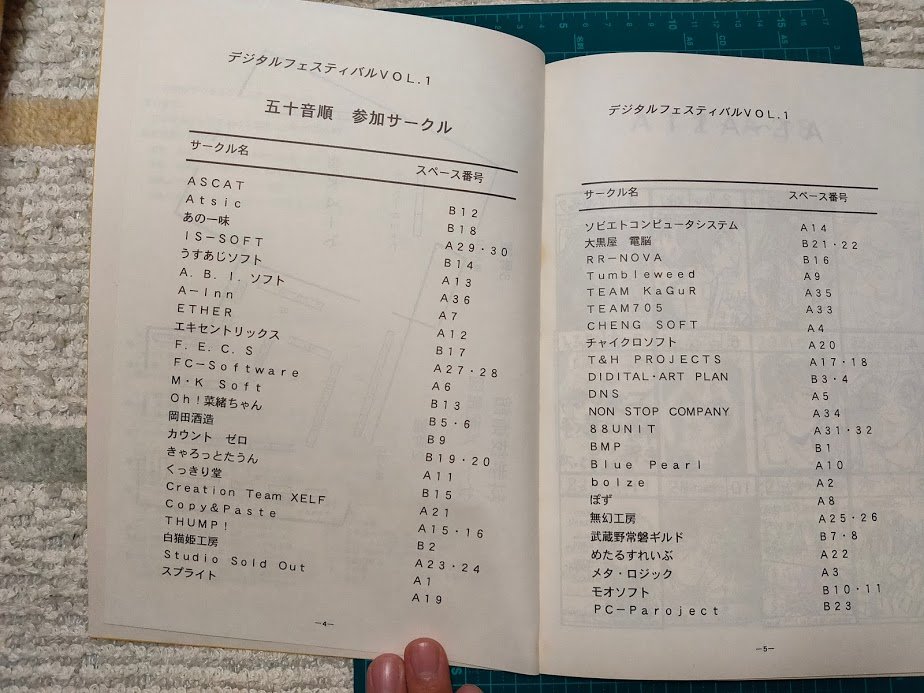 デジタルフェスティバルVOL.1
五十音順　参加サークル
サークル名　スペース番号
ASCAT　B12
Atsic　B18
あの一味　A29・30
IS-SOFT　B14
うすあじソフト　A13
A.B.I.ソフト　A36
A-Inn　A7
ETHER　A12
エキセントリックス　B17
F.E.C.S　A27・28
FC-Software　A6
M・K Soft　B13
Oh!菜緒ちゃん　B5・6
岡田酒造　B9
カウント　ゼロ　B19・20
きゃろっとたうん　A11
くっきり堂　B15
Creation Team XELF　A21
Copy&Paste　A15・16
THUMP!　B2
白猫姫工房　A23・24
Studio Sold Out　A1
スプライト　A19
―4―
デジタルフェスティバルVOL.1
サークル名　スペース番号
ソビエトコンピュータシステム　A14
大黒屋　電脳　B21・22
RR-NOVA　B16
Tumbleweed　A9
TEAM KaGuR　A35
TEAM705　A33
CHENG SOFT　A4
チャイクロソフト　A20
T&H PROJECTS　A17・18
DIDITAL・ART PLAN　B3・4
DNS　A5
NON STOP COMPANY　A34
88UNIT　A31・32
BMP　B1
Blue Pearl　A10
bolze　A2
ぽず　A8
無幻工房　A25・26
武蔵野常磐ギルド　B7・8
めたるすれいぶ　A22
メタ・ロジック　A3
モオソフト　B10・11
PC-Paroject　B23
―5―